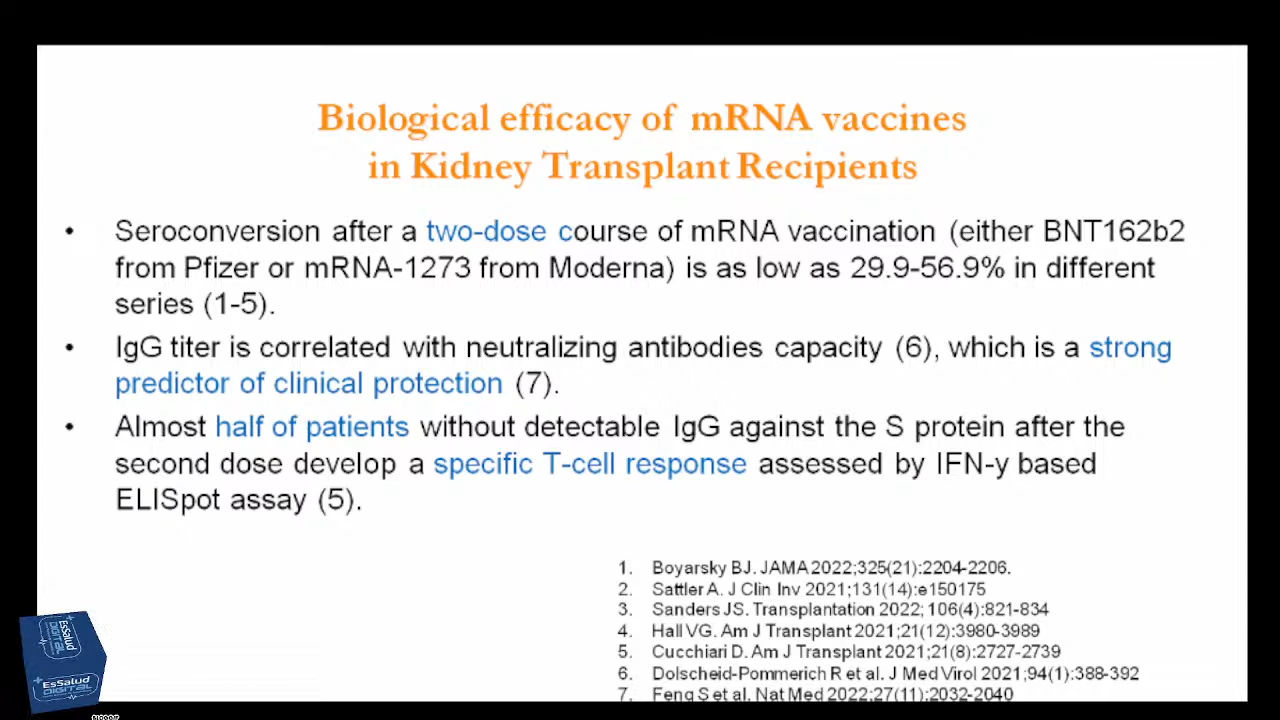 Biological efficacy of mRNA vaccines
in Kidney Transplant Recipients
• Seroconversion after a two-dose course of mRNA vaccination (either BNT162b2
from Pfizer or mRNA-1273 from Moderna) is as low as 29.9-56.9% in different
series (1-5).
• IgG titer is correlated with neutralizing antibodies capacity (6), which is a strong
predictor of clinical protection (7).
• Almost half of patients without detectable IgG against the S protein after the
second dose develop a specific T-cell response assessed by IFN-y based
ELISpot assay (5).
1. Boyarsky BJ. JAMA 2022;325(21):2204-2206.
2. Sattler A. J Clin Inv 2021;131(14):e150175
3. Sanders JS. Transplantation 2022; 106(4):821-834
4. Hall VG. Am J Transplant 2021;21(12):3980-3989
5. Cucchiari D. Am J Transplant 2021;21(8):2727-2739
6. Dolscheid-Pommerich R et al. J Med Virol 2021;94(1):388-392
7. Feng S et al. Nat Med 2022;27(11);2032-2040
EsSalud
DIGITAL
EsSalud
DIGITAL